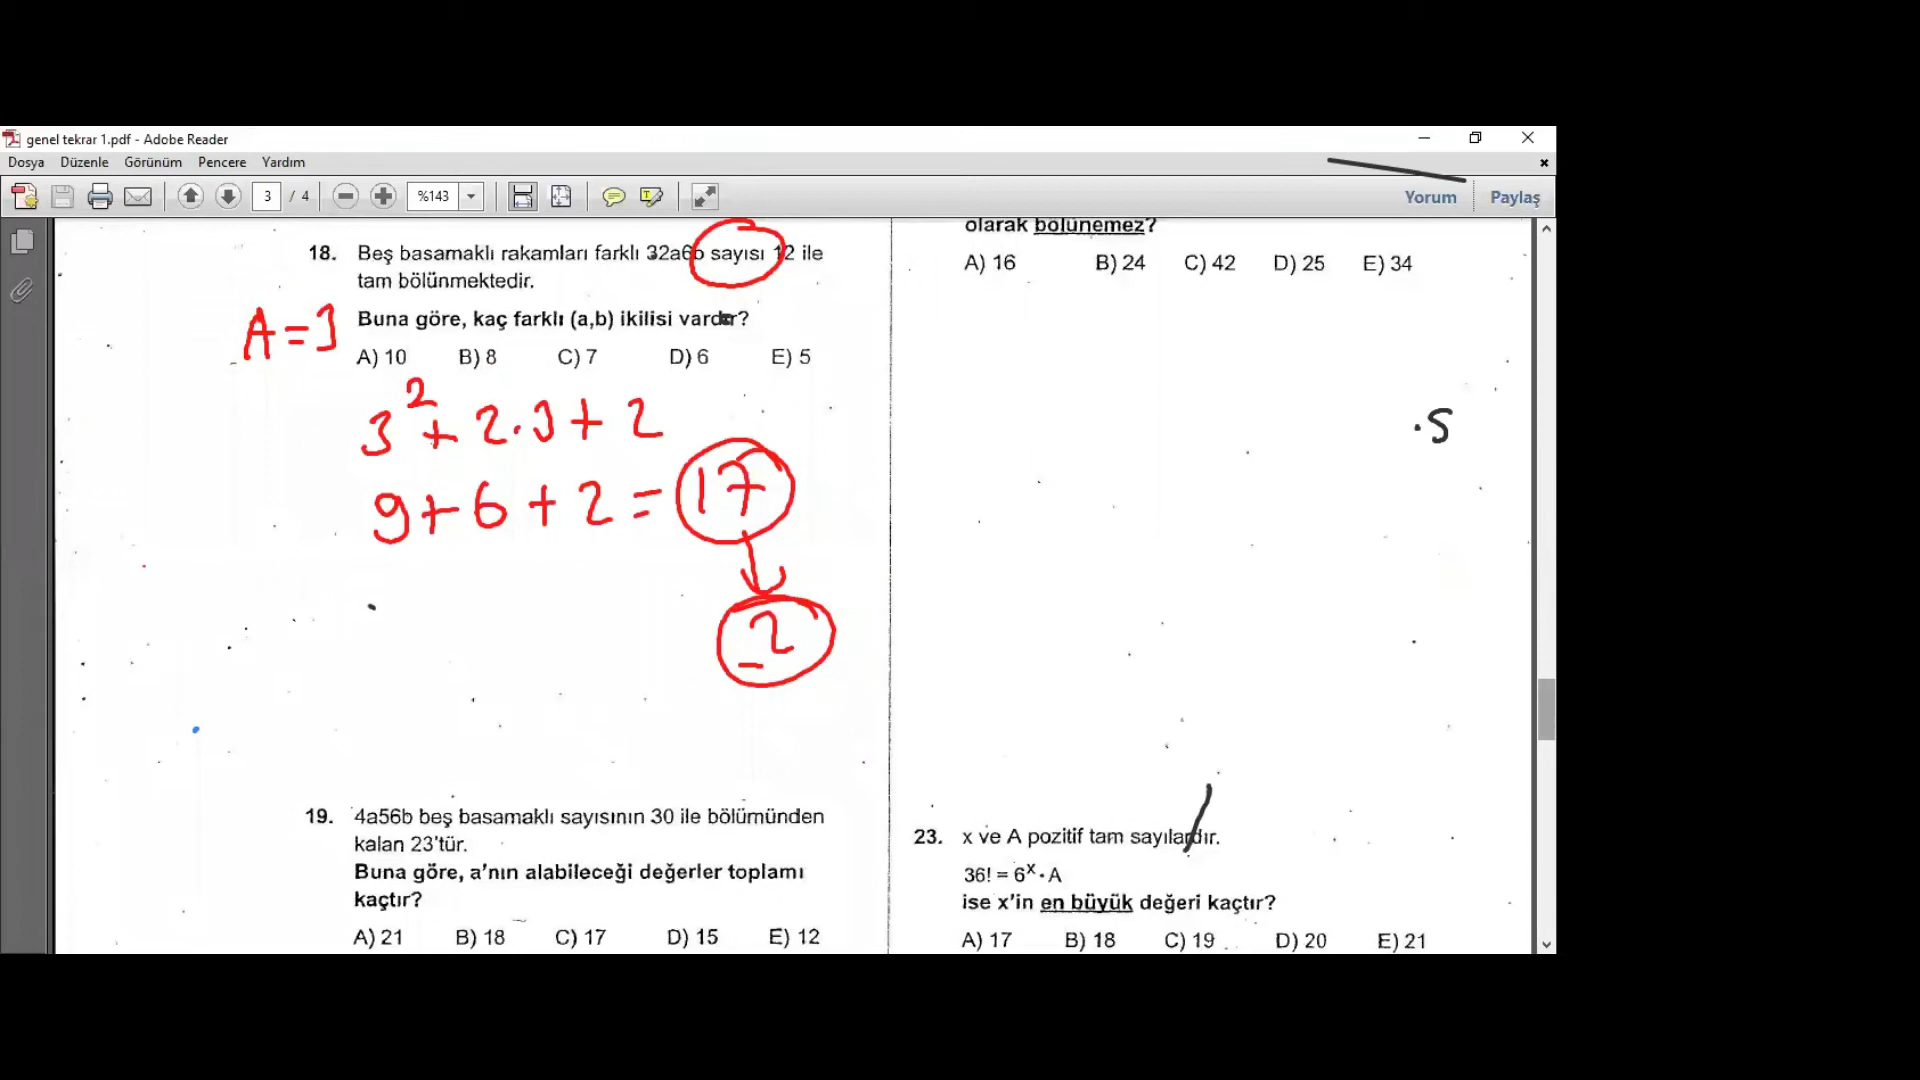 genel tekrar 1.pdf - Adobe Reader
Dosya Düzenle Görünüm Pencere Yardım
3 / 4 %143 Yorum Paylaş
18. Beş basamaklı rakamları farklı 32a6b sayısı 12 ile
tam bölünmektedir.
Buna göre, kaç farklı (a,b) ikilisi vardır?
A) 10 B) 8 C) 7 D) 6 E) 5
A = 3
3² + 2.3 + 2
9 + 6 + 2 = 17
2
19. 4a56b beş basamaklı sayısının 30 ile bölümünden
kalan 23'tür.
Buna göre, a'nın alabileceği değerler toplamı
kaçtır?
A) 21 B) 18 C) 17 D) 15 E) 12
olarak bölünemez?
A) 16 B) 24 C) 42 D) 25 E) 34
.5
23. x ve A pozitif tam sayılardır.
36! = 6ˣ · A
ise x'in en büyük değeri kaçtır?
A) 17 B) 18 C) 19 D) 20 E) 21